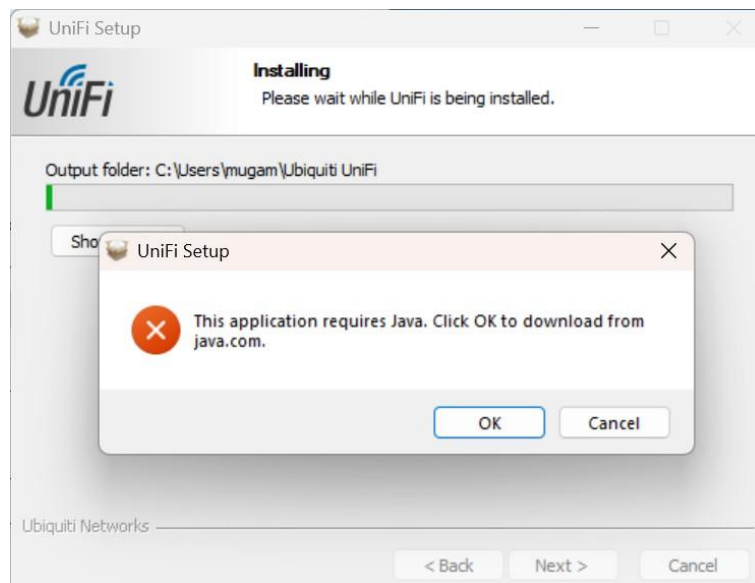 UniFi Setup
UniFi
Installing
Please wait while UniFi is being installed.
Output folder: C:\Users\mugam\Ubiquiti UniFi
Sho
UniFi Setup
This application requires Java. Click OK to download from
java.com.
OK Cancel
Ubiquiti Networks
< Back Next > Cancel